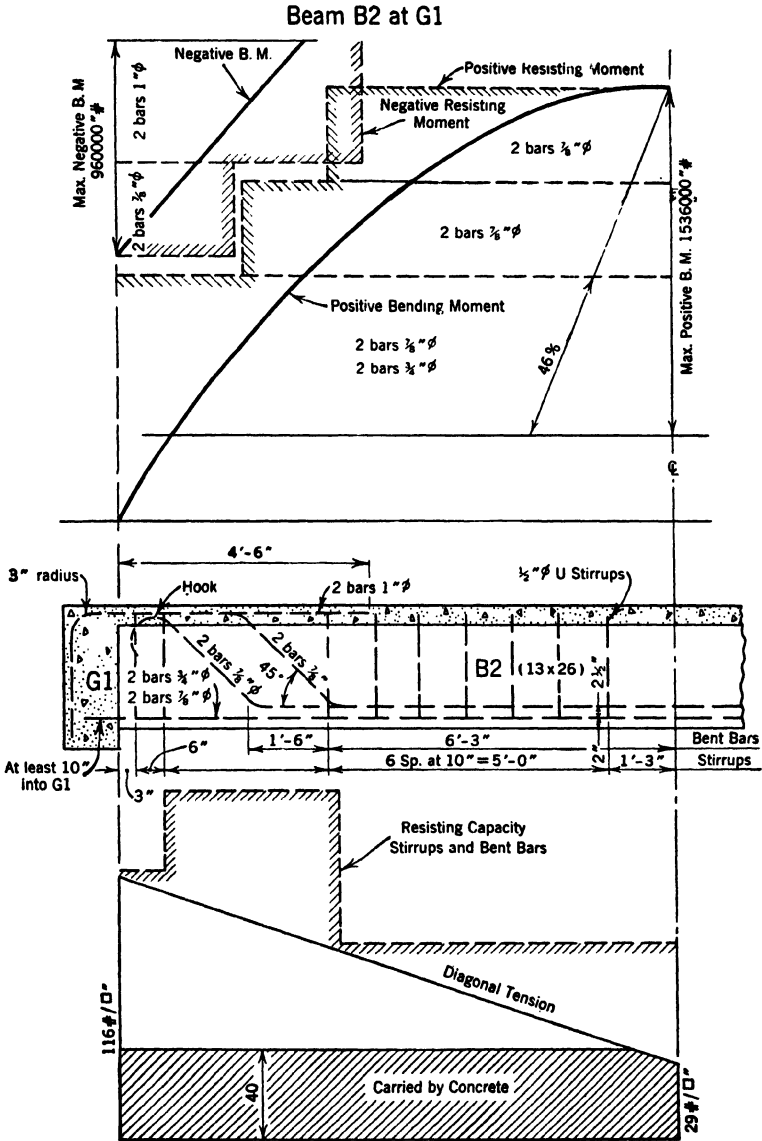 Beam B2 at G1
Negative B. M.
Positive Resisting Moment
Negative Resisting
Moment
Max. Negative B. M
960000"#
2 bars 1"ϕ
2 bars ⅞"ϕ
2 bars ⅞"ϕ
2 bars ⅞"ϕ
Positive Bending Moment
2 bars ⅞"ϕ
2 bars ¾"ϕ
46%
Max. Positive B. M. 1536000"#
℄
4'-6"
3" radius
Hook
2 bars 1"ϕ
½"ϕ U Stirrups
2 bars ⅞"ϕ
2 bars ⅞"
45°
G1
2 bars ¾"ϕ
2 bars ⅞"ϕ
B2 (13 x 26)
2½"
2"
At least 10"
into G1
6"
3"
1'-6"
6'-3"
Bent Bars
6 Sp. at 10" = 5'-0"
1'-3"
Stirrups
Resisting Capacity
Stirrups and Bent Bars
Diagonal Tension
116#/□"
40
Carried by Concrete
29#/□"